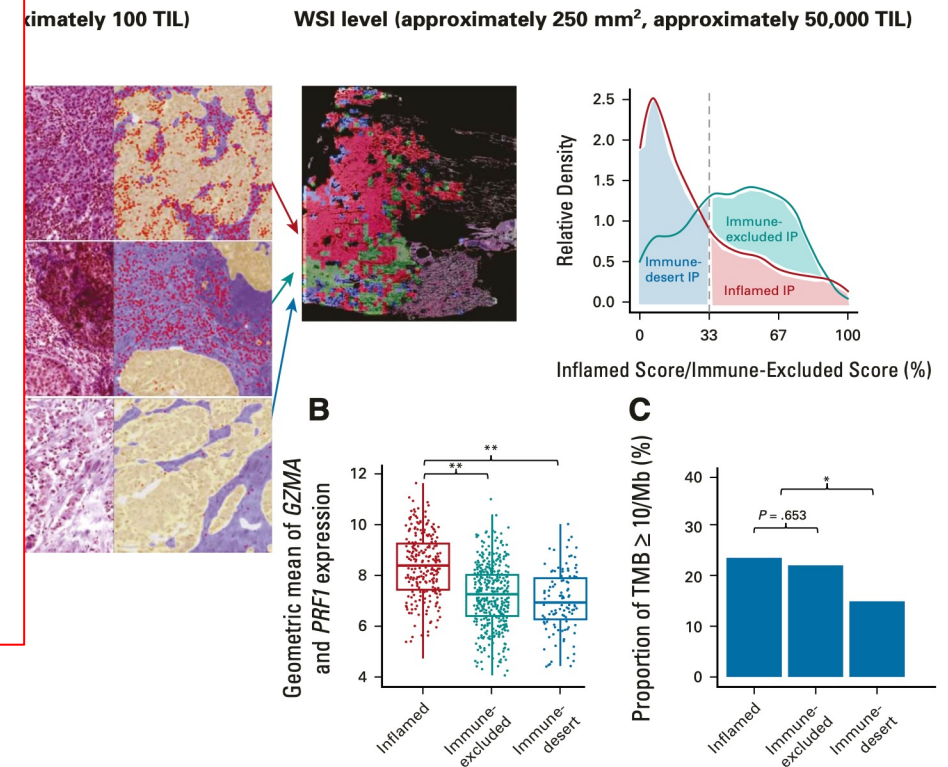 ximately 100 TIL)
WSI level (approximately 250 mm², approximately 50,000 TIL)
Relative Density
2.5
2.0
1.5
1.0
0.5
0.0
Immune-
excluded IP
Immune-
desert IP
Inflamed IP
0
33
67
100
Inflamed Score/Immune-Excluded Score (%)
B
Geometric mean of GZMA
and PRF1 expression
12
10
8
6
4
**
**
Inflamed
Immune-
excluded
Immune-
desert
C
Proportion of TMB ≥ 10/Mb (%)
40
30
20
10
0
*
P = .653
Inflamed
Immune-
excluded
Immune-
desert